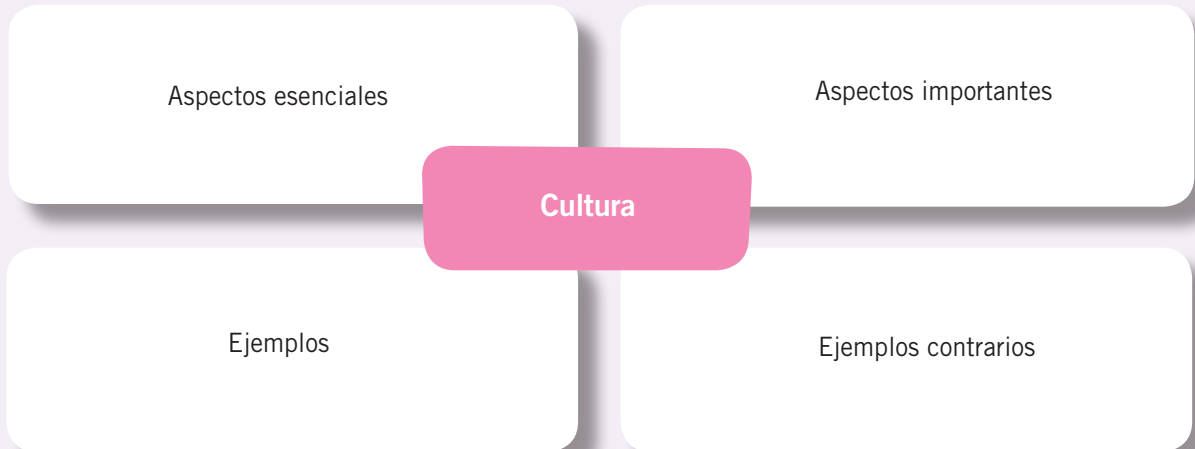 Aspectos esenciales
Aspectos importantes
Cultura
Ejemplos
Ejemplos contrarios